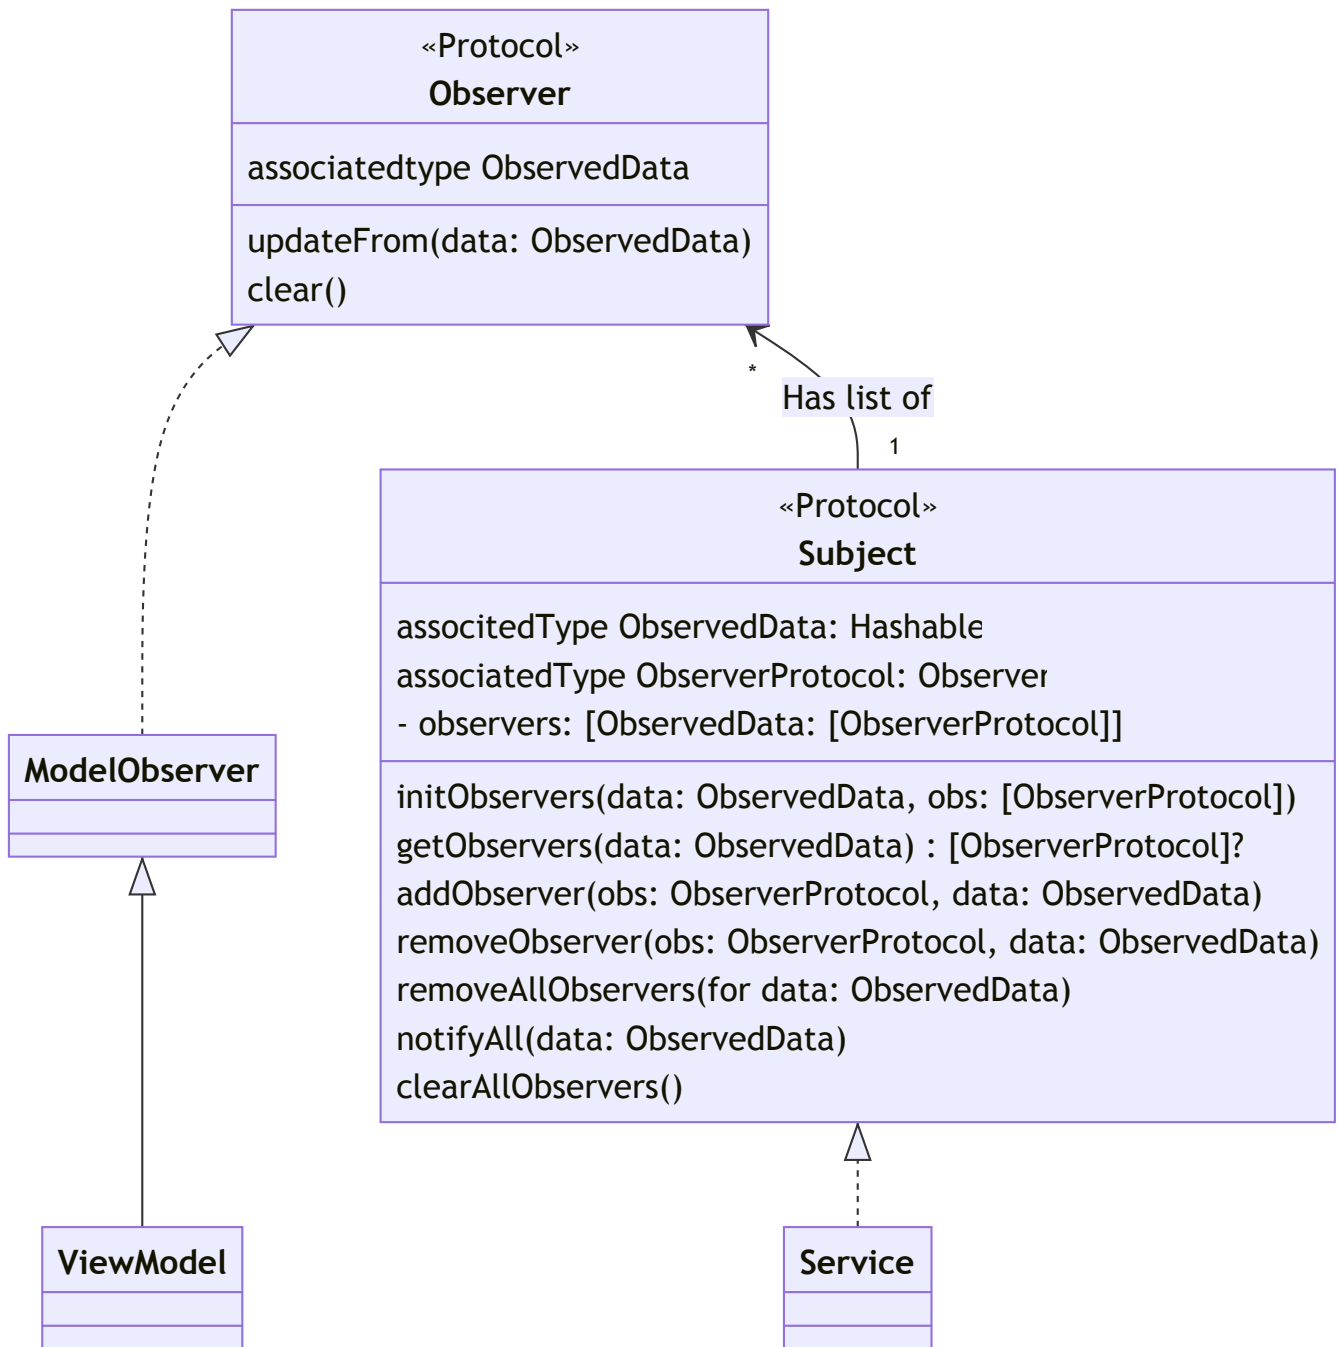 «Protocol»
Observer
associatedtype ObservedData
updateFrom(data: ObservedData)
clear()
*
Has list of
1
«Protocol»
Subject
associtedType ObservedData: Hashable
associatedType ObserverProtocol: Observer
- observers: [ObservedData: [ObserverProtocol]]
initObservers(data: ObservedData, obs: [ObserverProtocol])
getObservers(data: ObservedData) : [ObserverProtocol]?
addObserver(obs: ObserverProtocol, data: ObservedData)
removeObserver(obs: ObserverProtocol, data: ObservedData)
removeAllObservers(for data: ObservedData)
notifyAll(data: ObservedData)
clearAllObservers()
ModelObserver
ViewModel
Service